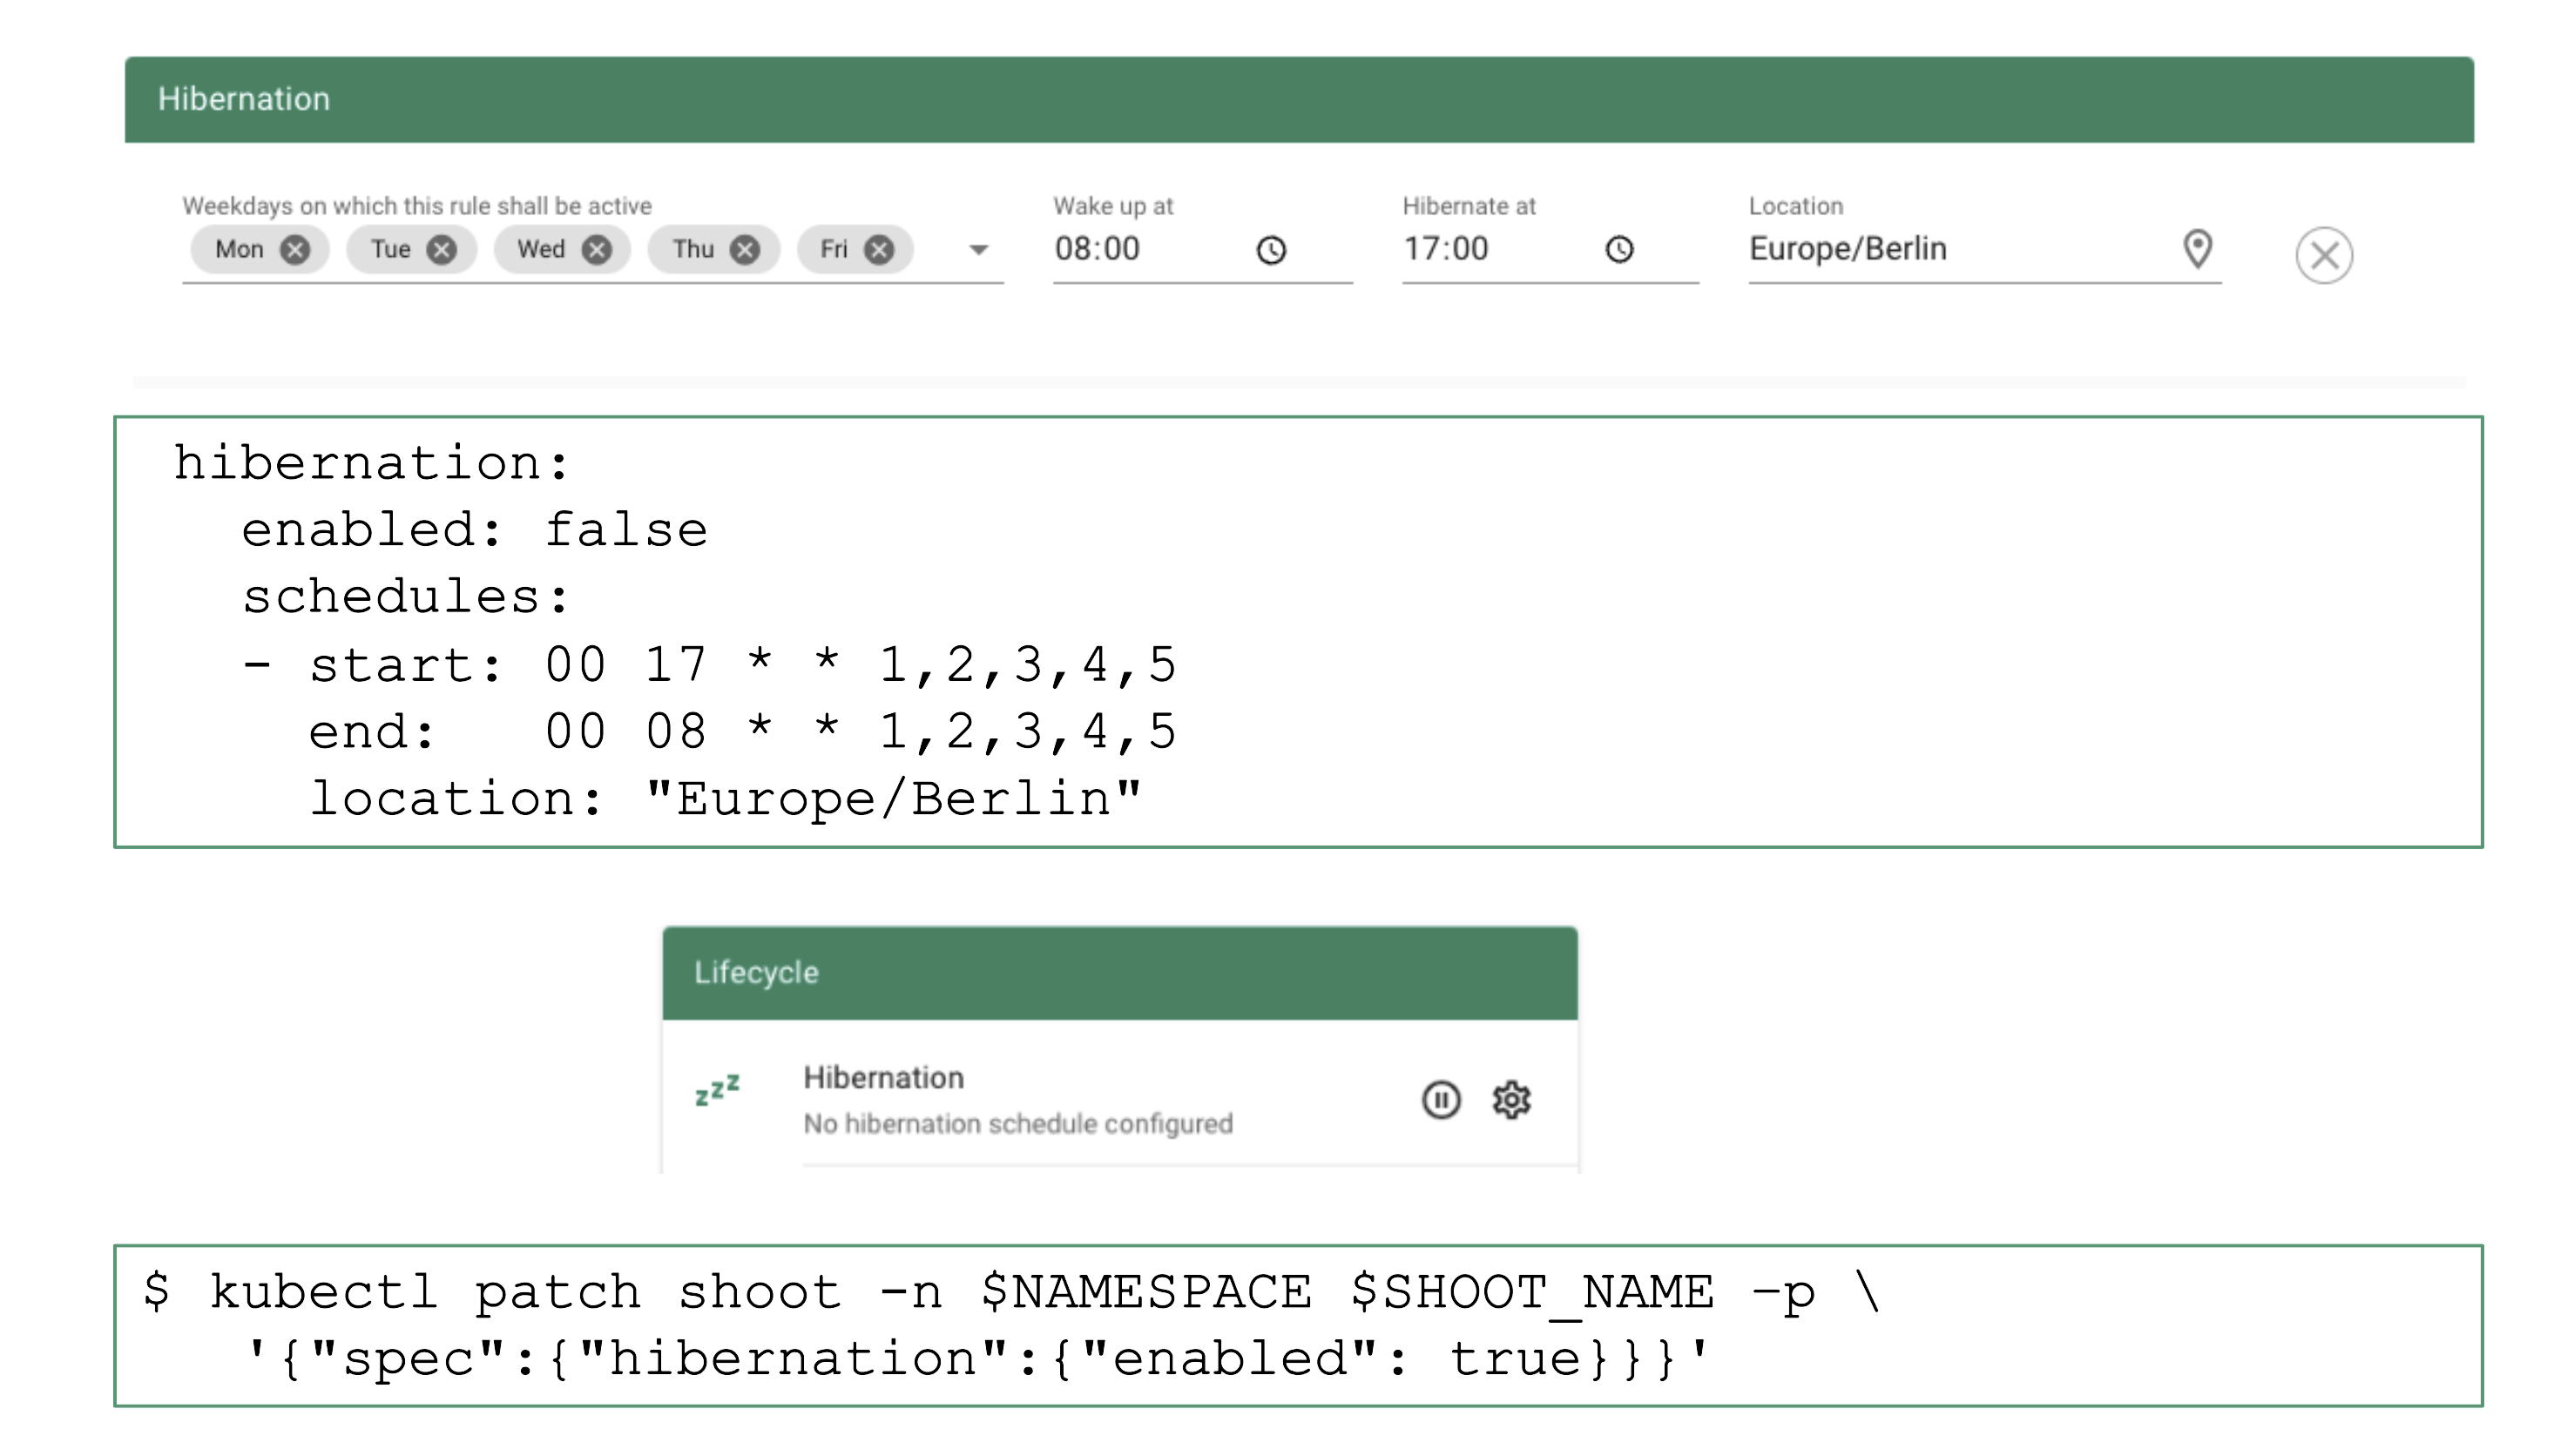 Hibernation
Weekdays on which this rule shall be active
Wake up at
Hibernate at
Location
Mon Tue Wed Thu Fri
08:00
17:00
Europe/Berlin
hibernation:
  enabled: false
  schedules:
  - start: 00 17 * * 1,2,3,4,5
    end:   00 08 * * 1,2,3,4,5
    location: "Europe/Berlin"
Lifecycle
zzz
Hibernation
No hibernation schedule configured
$ kubectl patch shoot -n $NAMESPACE $SHOOT_NAME –p \
   '{"spec":{"hibernation":{"enabled": true}}}'